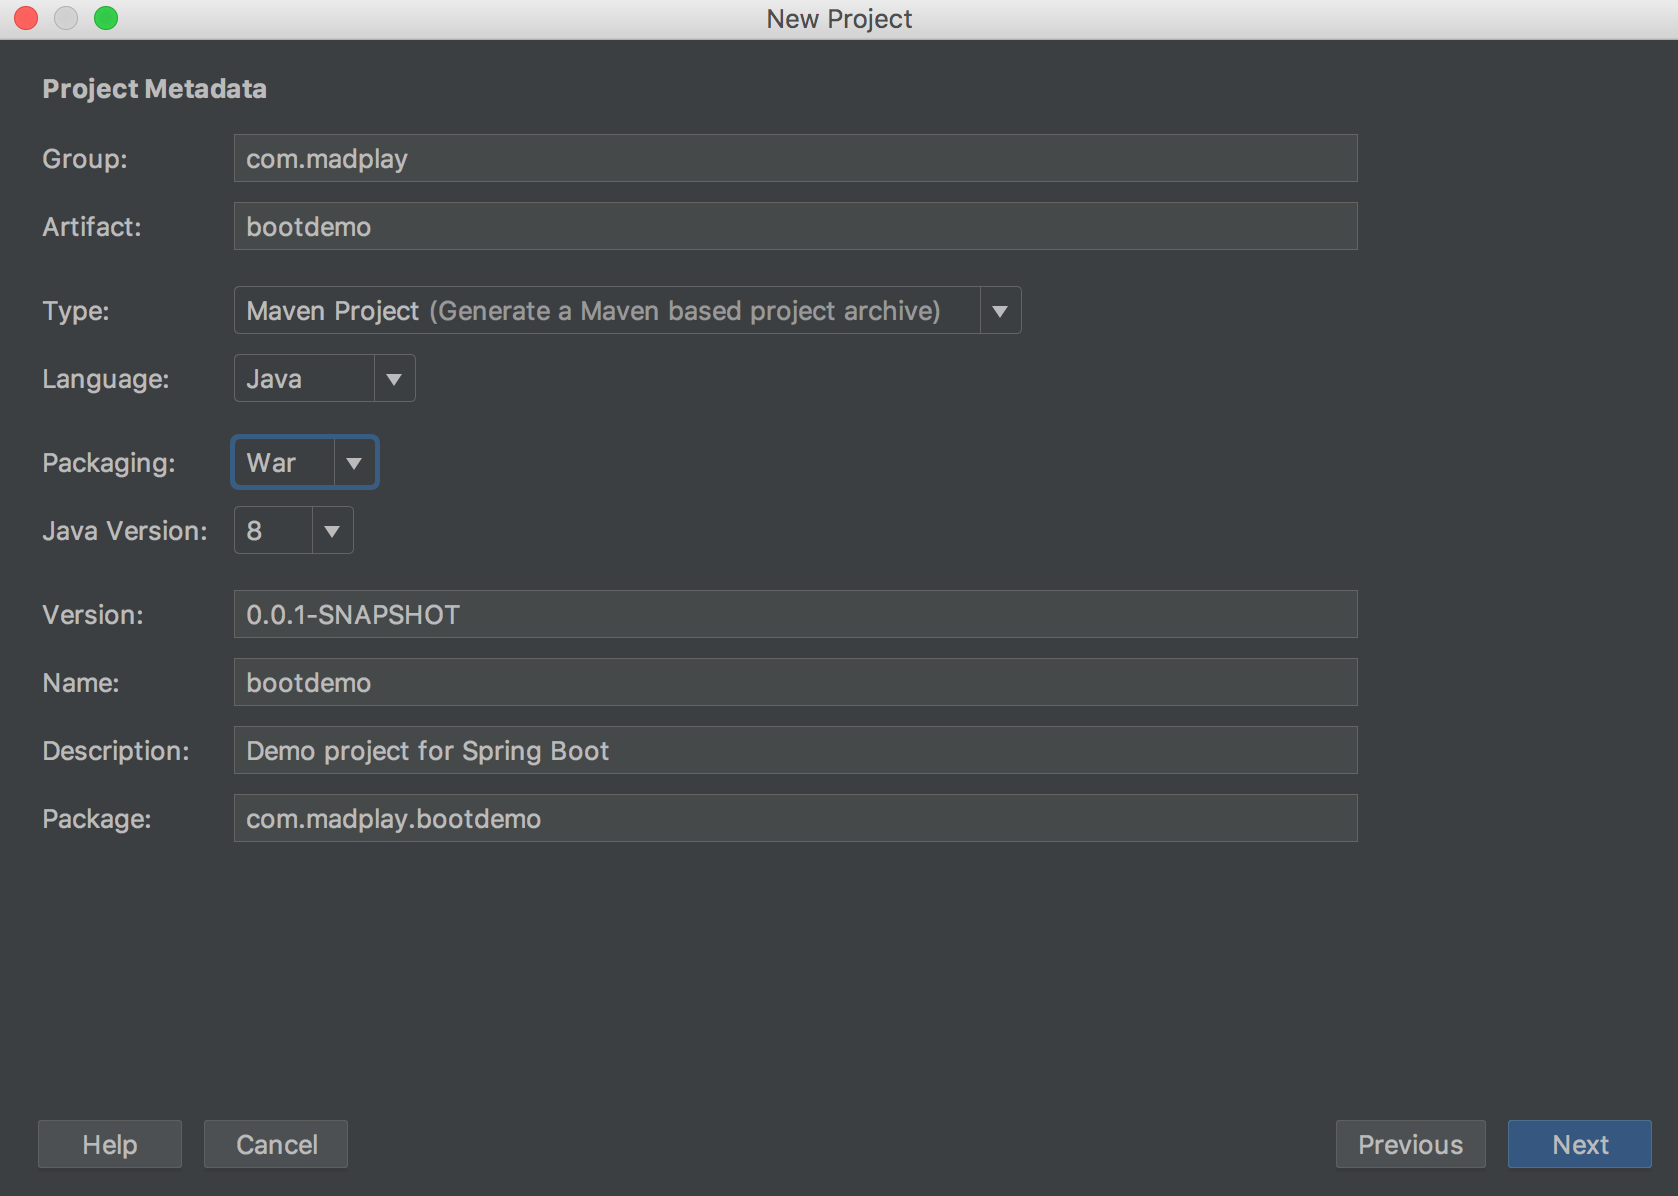 New Project
Project Metadata
Group: com.madplay
Artifact: bootdemo
Type: Maven Project (Generate a Maven based project archive)
Language: Java
Packaging: War
Java Version: 8
Version: 0.0.1-SNAPSHOT
Name: bootdemo
Description: Demo project for Spring Boot
Package: com.madplay.bootdemo
Help Cancel Previous Next